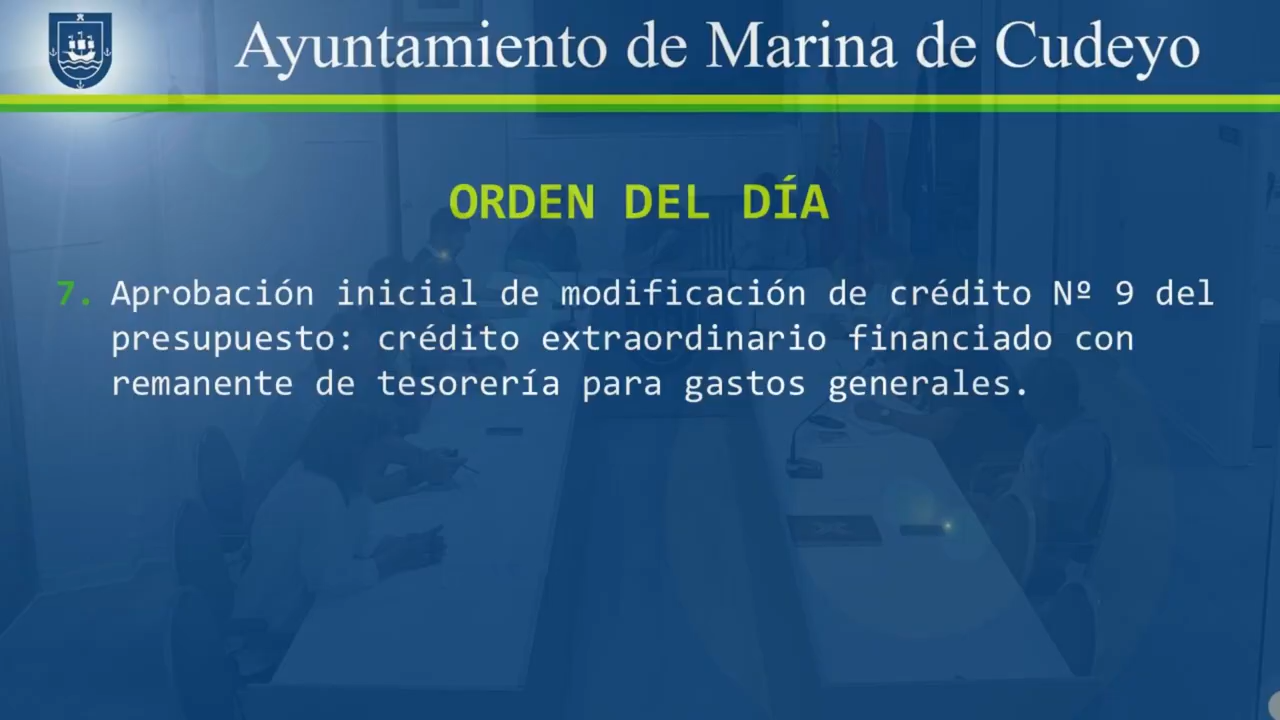 Ayuntamiento de Marina de Cudeyo
ORDEN DEL DÍA
7. Aprobación inicial de modificación de crédito Nº 9 del
presupuesto: crédito extraordinario financiado con
remanente de tesorería para gastos generales.